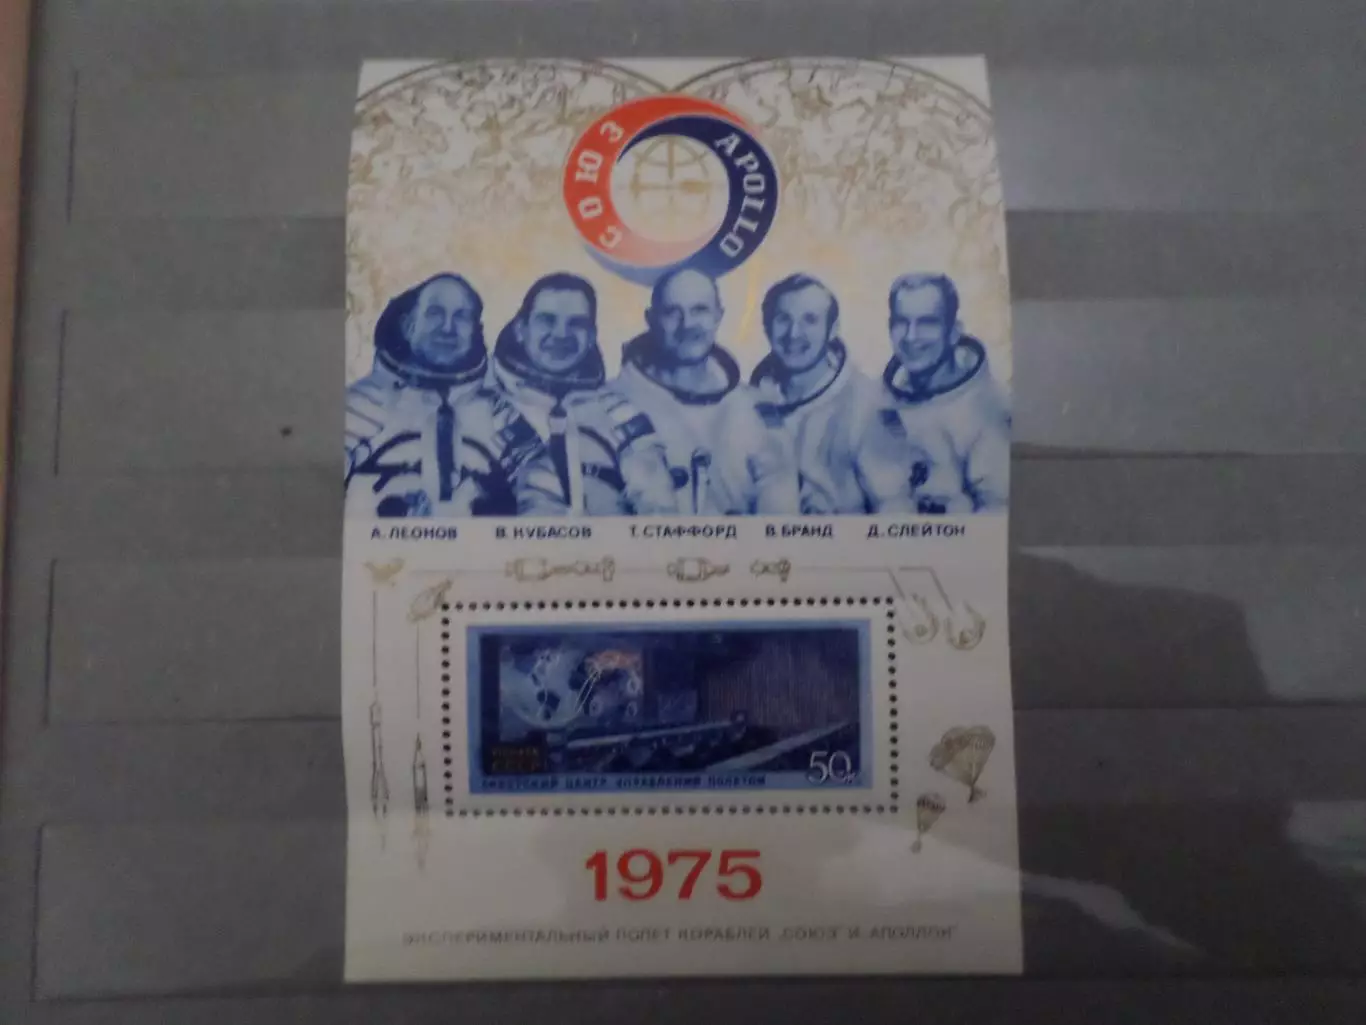 СОЮЗ
APOLLO
А. ЛЕОНОВ В. КУБАСОВ Т. СТАФФОРД В. БРАНД Д. СЛЕЙТОН
ПОЧТА
СССР
50к
СОВЕТСКИЙ ЦЕНТР УПРАВЛЕНИЯ ПОЛЕТОМ
1975
ЭКСПЕРИМЕНТАЛЬНЫЙ ПОЛЕТ КОРАБЛЕЙ „СОЮЗ" И „АПОЛЛОН"